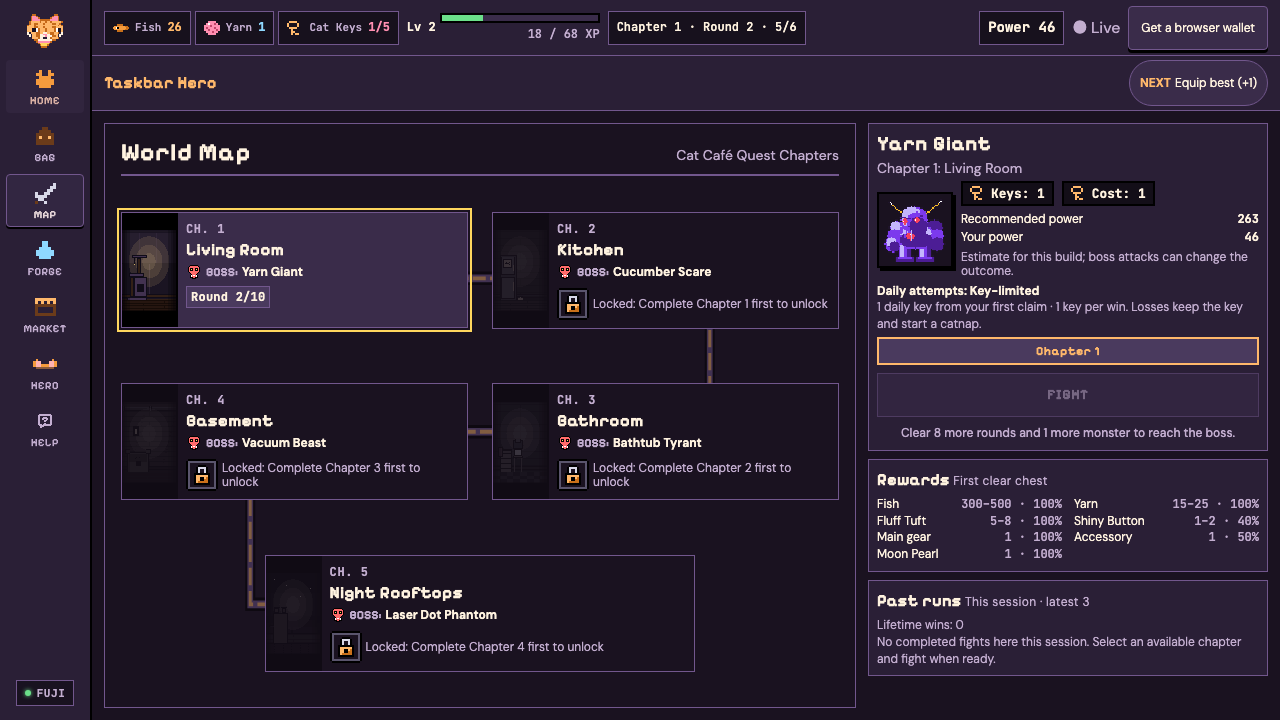 Fish 26
Yarn 1
Cat Keys 1/5
Lv 2
18 / 68 XP
Chapter 1 · Round 2 · 5/6
Power 46
Live
Get a browser wallet
HOME
BAG
MAP
FORGE
MARKET
HERO
HELP
FUJI
Taskbar Hero
NEXT Equip best (+1)
World Map
Cat Café Quest Chapters
CH. 1
Living Room
BOSS: Yarn Giant
Round 2/10
CH. 2
Kitchen
BOSS: Cucumber Scare
Locked: Complete Chapter 1 first to unlock
CH. 4
Basement
BOSS: Vacuum Beast
Locked: Complete Chapter 3 first to
unlock
CH. 3
Bathroom
BOSS: Bathtub Tyrant
Locked: Complete Chapter 2 first to
unlock
CH. 5
Night Rooftops
BOSS: Laser Dot Phantom
Locked: Complete Chapter 4 first to unlock
Yarn Giant
Chapter 1: Living Room
Keys: 1
Cost: 1
Recommended power 263
Your power 46
Estimate for this build; boss attacks can change the
outcome.
Daily attempts: Key-limited
1 daily key from your first claim · 1 key per win. Losses keep the key
and start a catnap.
Chapter 1
FIGHT
Clear 8 more rounds and 1 more monster to reach the boss.
Rewards First clear chest
Fish 300–500 · 100% Yarn 15–25 · 100%
Fluff Tuft 5–8 · 100% Shiny Button 1–2 · 40%
Main gear 1 · 100% Accessory 1 · 50%
Moon Pearl 1 · 100%
Past runs This session · latest 3
Lifetime wins: 0
No completed fights here this session. Select an available chapter
and fight when ready.